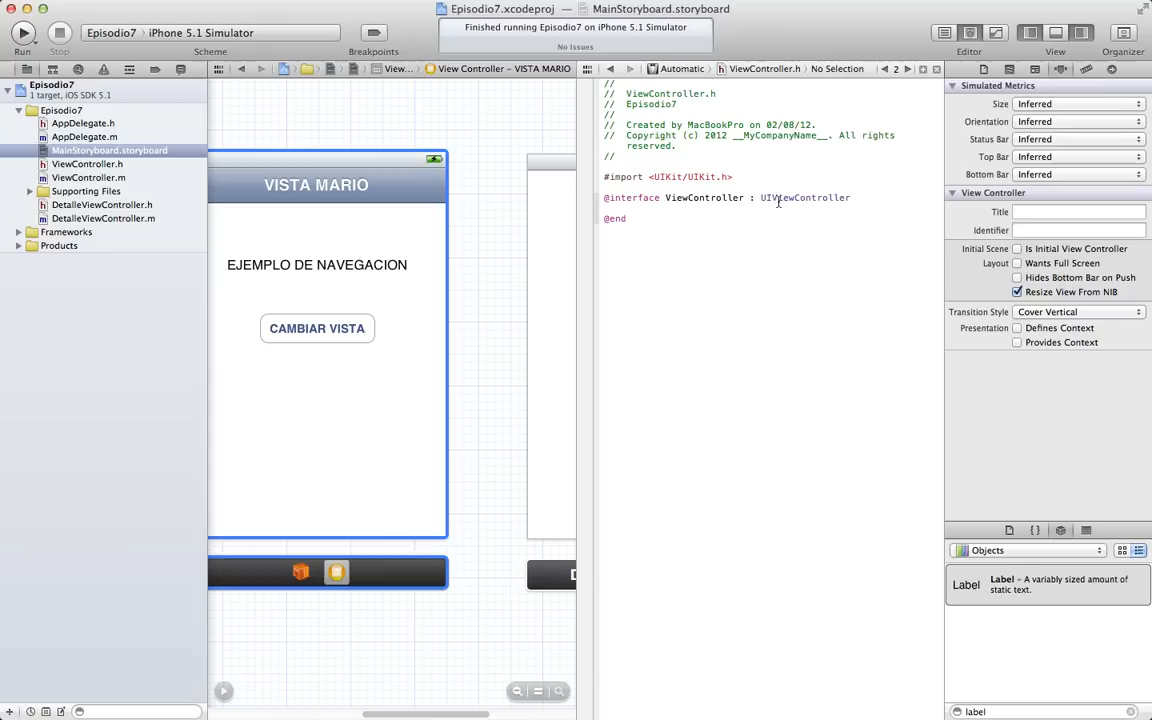 Episodio7.xcodeproj — MainStoryboard.storyboard
Episodio7 › iPhone 5.1 Simulator
Finished running Episodio7 on iPhone 5.1 Simulator
No Issues
Run
Stop
Scheme
Breakpoints
Editor
View
Organizer
View...
View Controller – VISTA MARIO
Automatic
ViewController.h
No Selection
2
Episodio7
1 target, iOS SDK 5.1
Episodio7
AppDelegate.h
AppDelegate.m
MainStoryboard.storyboard
ViewController.h
ViewController.m
Supporting Files
DetalleViewController.h
DetalleViewController.m
Frameworks
Products
VISTA MARIO
EJEMPLO DE NAVEGACION
CAMBIAR VISTA
D
//
//  ViewController.h
//  Episodio7
//
//  Created by MacBookPro on 02/08/12.
//  Copyright (c) 2012 __MyCompanyName__. All rights
reserved.
//
#import <UIKit/UIKit.h>
@interface ViewController : UIViewController
@end
Simulated Metrics
Size Inferred
Orientation Inferred
Status Bar Inferred
Top Bar Inferred
Bottom Bar Inferred
View Controller
Title
Identifier
Initial Scene Is Initial View Controller
Layout Wants Full Screen
Hides Bottom Bar on Push
Resize View From NIB
Transition Style Cover Vertical
Presentation Defines Context
Provides Context
Objects
Label
Label – A variably sized amount of
static text.
label